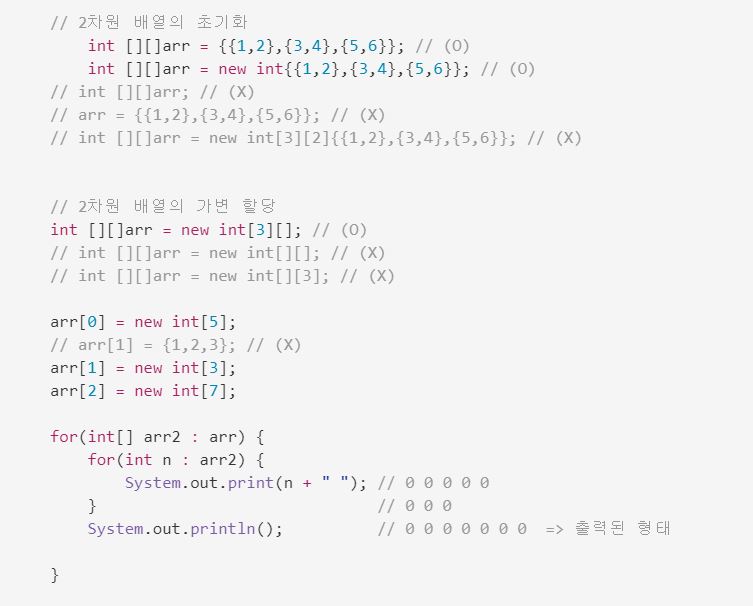 // 2차원 배열의 초기화
int [][]arr = {{1,2},{3,4},{5,6}}; // (O)
int [][]arr = new int{{1,2},{3,4},{5,6}}; // (O)
// int [][]arr; // (X)
// arr = {{1,2},{3,4},{5,6}}; // (X)
// int [][]arr = new int[3][2]{{1,2},{3,4},{5,6}}; // (X)
// 2차원 배열의 가변 할당
int [][]arr = new int[3][]; // (O)
// int [][]arr = new int[][]; // (X)
// int [][]arr = new int[][3]; // (X)
arr[0] = new int[5];
// arr[1] = {1,2,3}; // (X)
arr[1] = new int[3];
arr[2] = new int[7];
for(int[] arr2 : arr) {
for(int n : arr2) {
System.out.print(n + " "); // 0 0 0 0 0
} // 0 0 0
System.out.println(); // 0 0 0 0 0 0 0 => 출력된 형태
}